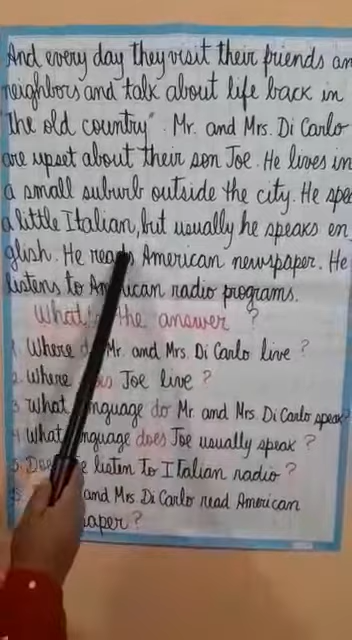 And every day they visit their friends an
neighbors and talk about life back in
"the old country". Mr. and Mrs. Di Carlo
are upset about their son Joe. He lives in
a small suburb outside the city. He spe
a little Italian, but usually he speaks en
glish. He reads American newspaper. He
listens to American radio programs.
What's the answer ?
1. Where do Mr. and Mrs Di Carlo live ?
2. Where does Joe live ?
3 What language do Mr. and Mrs Di Carlo speak?
4. What language does Joe usually speak ?
5. Does he listen to Italian radio ?
and Mrs Di Carlo read American
paper ?